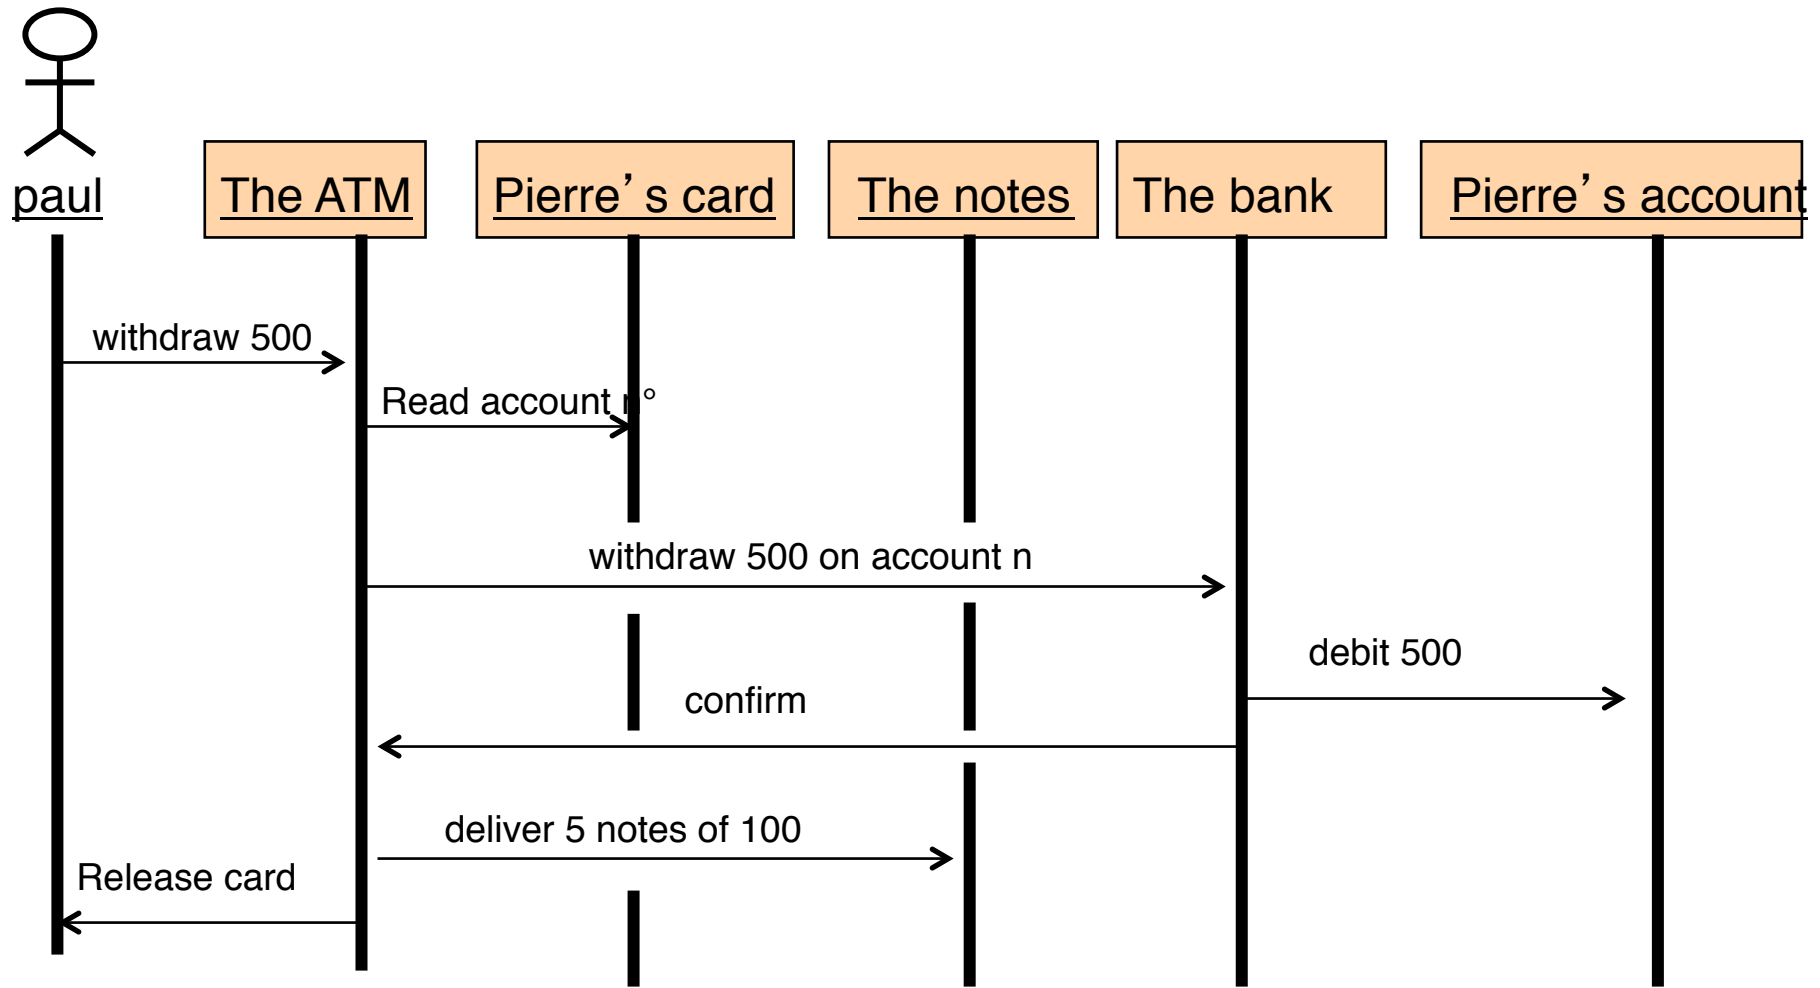 paul
The ATM
Pierre’s card
The notes
The bank
Pierre’s account
withdraw 500
Read account n°
withdraw 500 on account n
debit 500
confirm
deliver 5 notes of 100
Release card